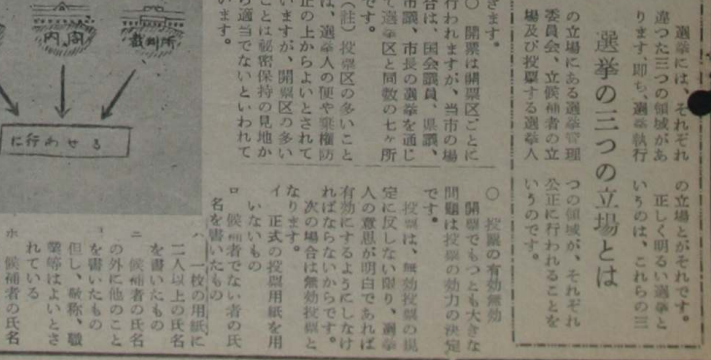 選挙の三つの立場とは
選挙には、それぞれ
違つた三つの領域があ
ります、即ち、選挙執行
の立場にある選挙管理
委員会、立候補者の立
場及び投票する選挙人
の立場とがそれです。
正しく明るい選挙と
いうのは、これらの三
つの領域が、それぞれ
公正に行われることを
いうのです。
きます。
○ 開票は開票区ごとに
行われますが、当市の場
合は、国会議員、県議、
市議、市長の選挙を通じ
て選挙区と同数の七ヶ所
です。
(註) 投票区の多いこと
は、選挙人の便や棄権防
正の上からよいとされて
いますが、開票区の多い
ことは秘密保持の見地か
ら適当でないといわれて
います。
○ 投票の有効無効
開票でもつとも大きな
問題は投票の効力の決定
です。
投票は、無効投票の規
定に反しない限り、選挙
人の意思が明白であれば
有効にするようにしなけ
ればならないからです。
次の場合は無効投票と
なります。
イ 正式の投票用紙を用
いないもの
ロ 候補者でない者の氏
名を書いたもの
ハ 一枚の用紙に
二人以上の氏名
を書いたもの
ニ 候補者の氏名
の外に他のこと
を書いたもの
但し、敬称、職
業等はよいとさ
れている
ホ 候補者の氏名
内閣
裁判所
に行わせる